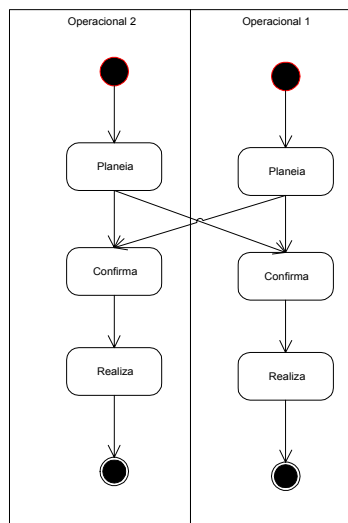 Operacional 2
Operacional 1
Planeia
Planeia
Confirma
Confirma
Realiza
Realiza